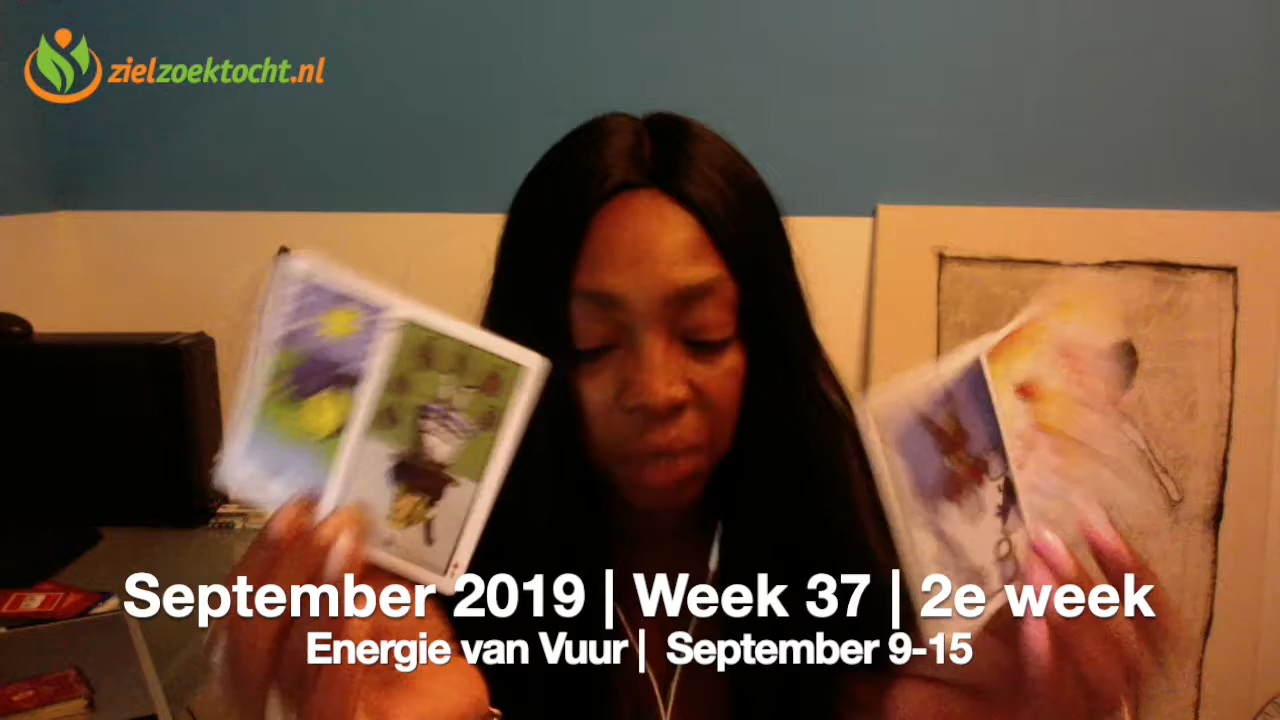 zielzoektocht.nl
September 2019 | Week 37 | 2e week
Energie van Vuur | September 9-15